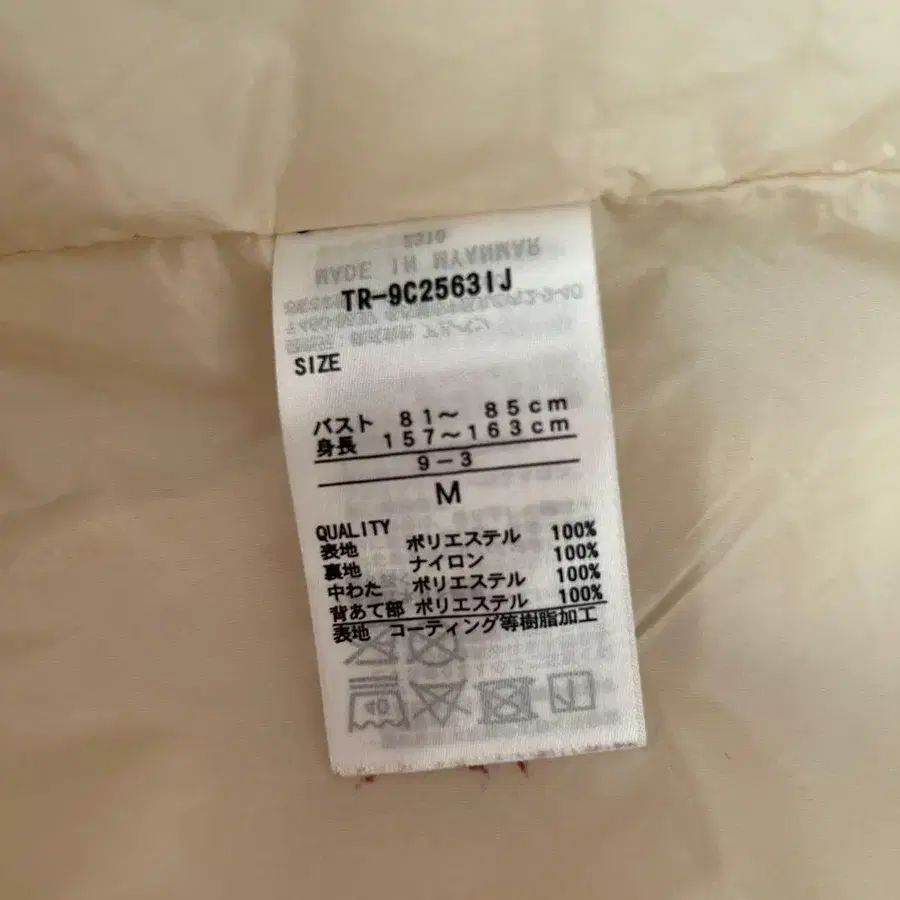 TR-9C2563IJ
SIZE
バスト 81～ 85cm
身長 157～163cm
9-3
M
QUALITY
表地 ポリエステル 100%
裏地 ナイロン 100%
中わた ポリエステル 100%
背あて部 ポリエステル 100%
表地 コーティング等樹脂加工
40
MADE IN MYANMAR
2310